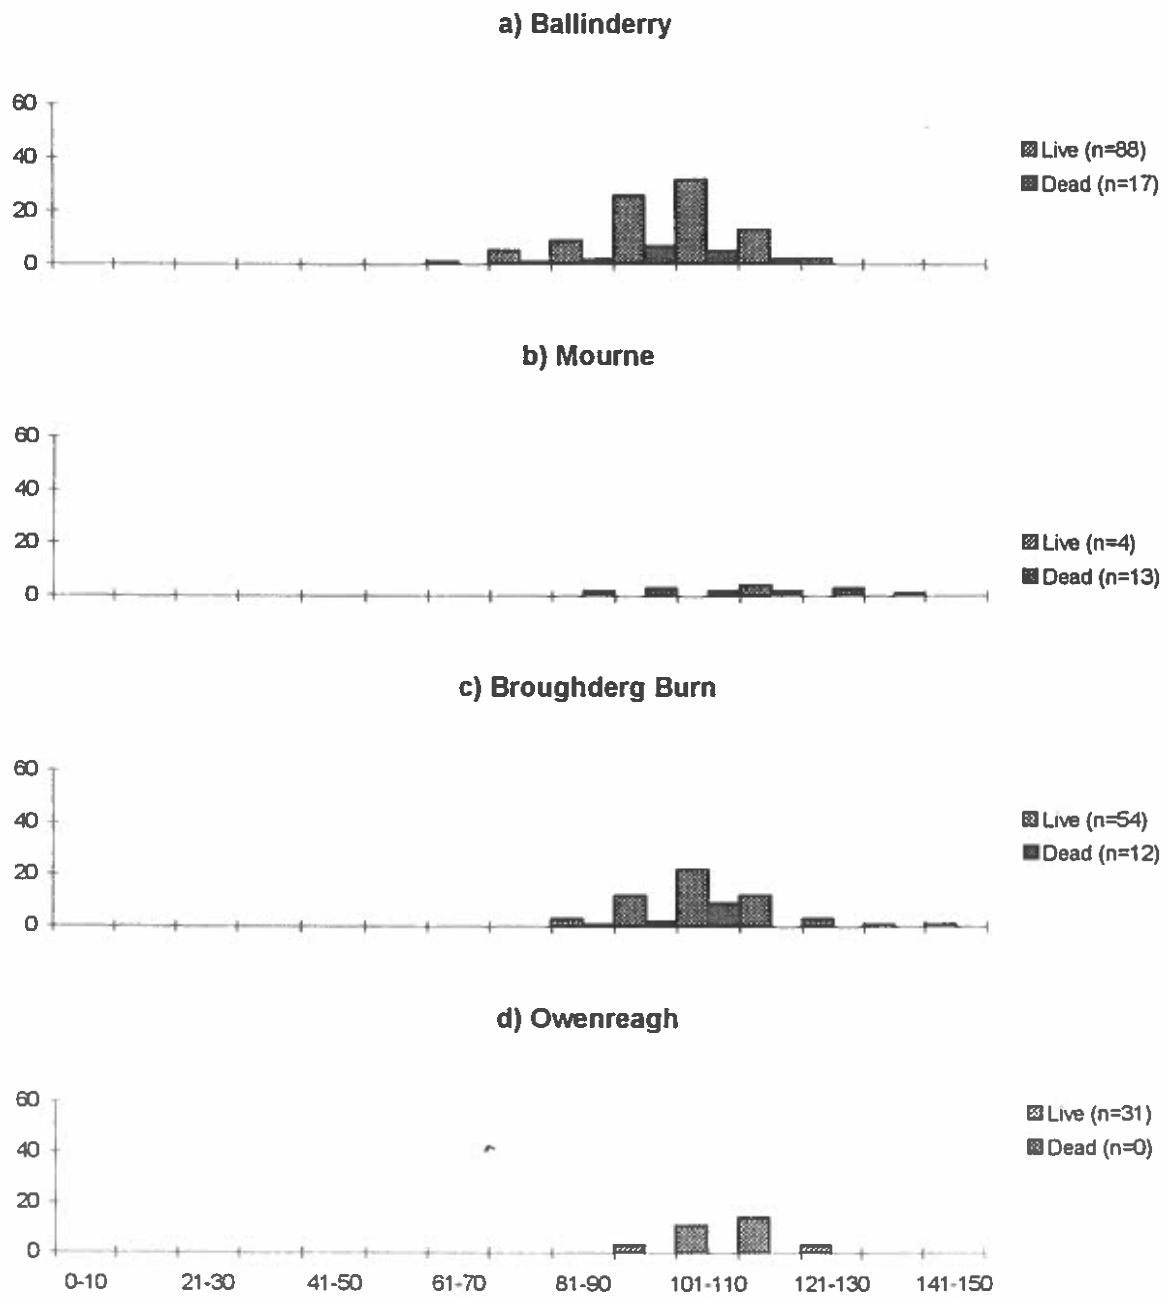 a) Ballinderry
60
40
20
0
Live (n=88)
Dead (n=17)
b) Mourne
60
40
20
0
Live (n=4)
Dead (n=13)
c) Broughderg Burn
60
40
20
0
Live (n=54)
Dead (n=12)
d) Owenreagh
60
40
20
0
Live (n=31)
Dead (n=0)
0-10 21-30 41-50 61-70 81-90 101-110 121-130 141-150